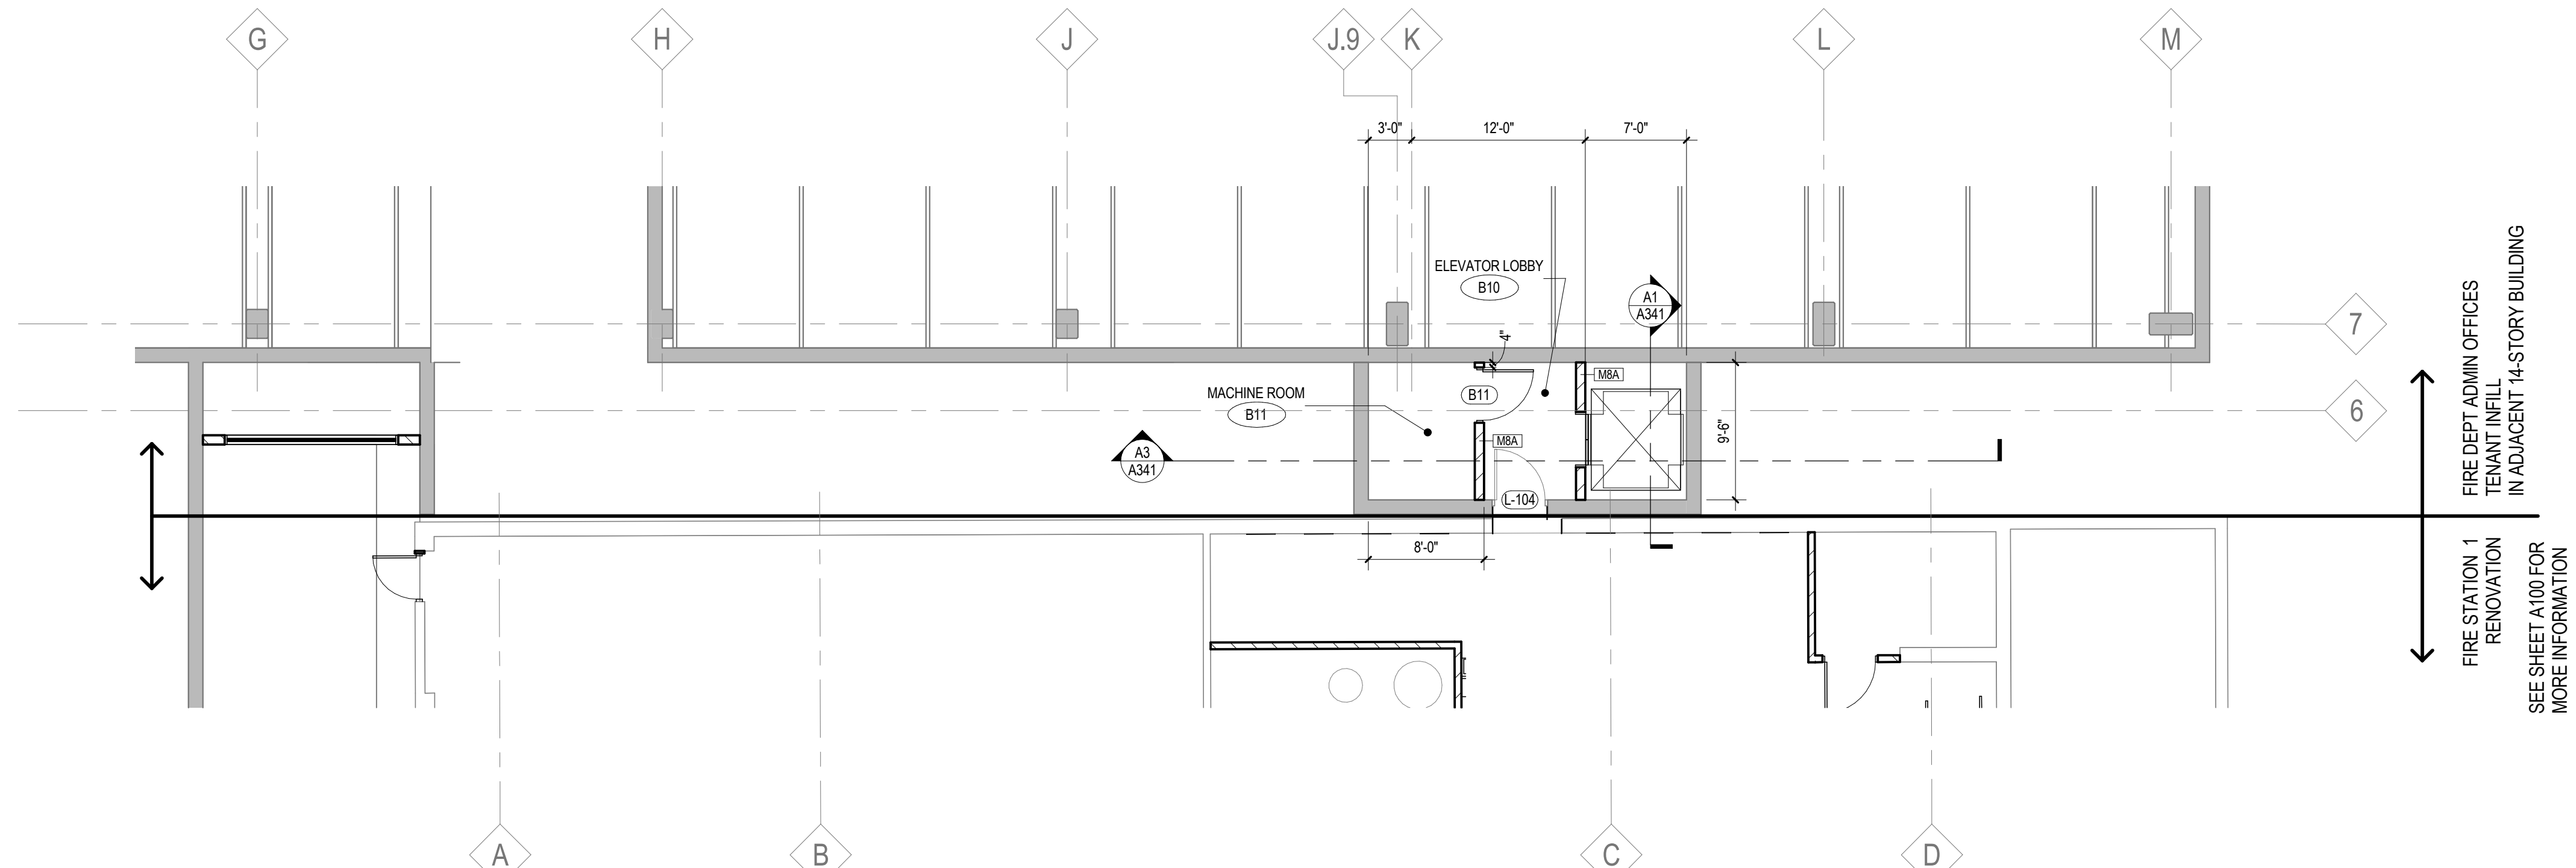 G
H
J
J.9
K
L
M
3'-0"
12'-0"
7'-0"
ELEVATOR LOBBY
B10
A1
A341
4"
7
MACHINE ROOM
B11
B11
M8A
6
M8A
9'-6"
A3
A341
L-104
8'-0"
FIRE DEPT ADMIN OFFICES
TENANT INFILL
IN ADJACENT 14-STORY BUILDING
FIRE STATION 1
RENOVATION
SEE SHEET A100 FOR
MORE INFORMATION
A
B
C
D